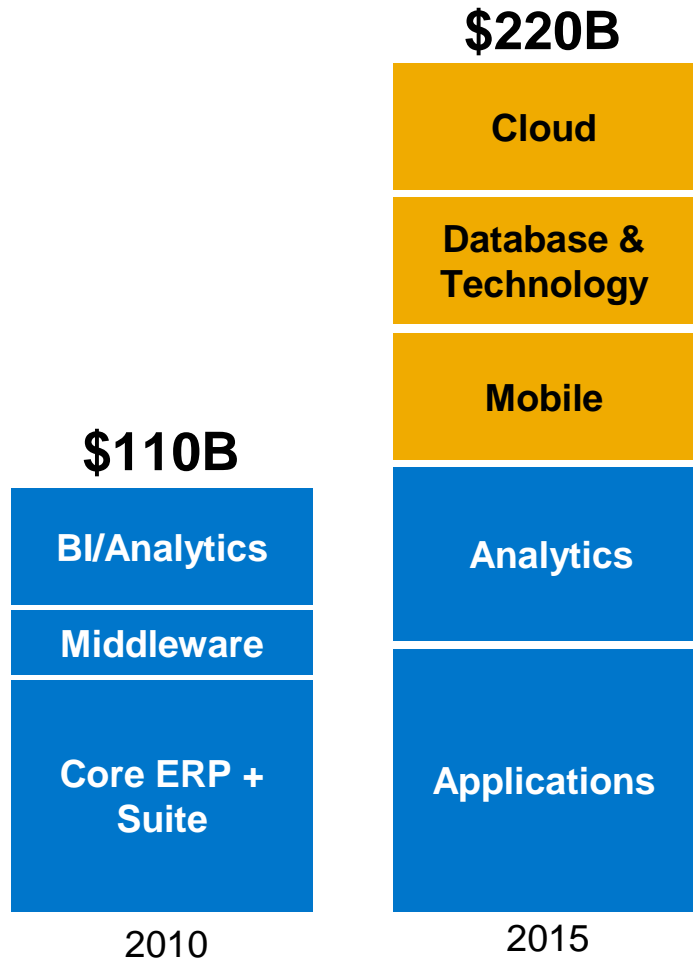 $220B
Cloud
Database &
Technology
Mobile
Analytics
Applications
2015
$110B
BI/Analytics
Middleware
Core ERP +
Suite
2010